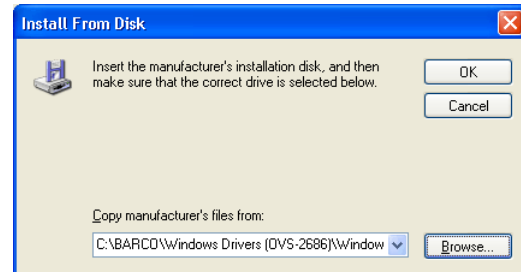 Install From Disk
Insert the manufacturer's installation disk, and then
make sure that the correct drive is selected below.
OK
Cancel
Copy manufacturer's files from:
C:\BARCO\Windows Drivers (OVS-2686)\Window
Browse...